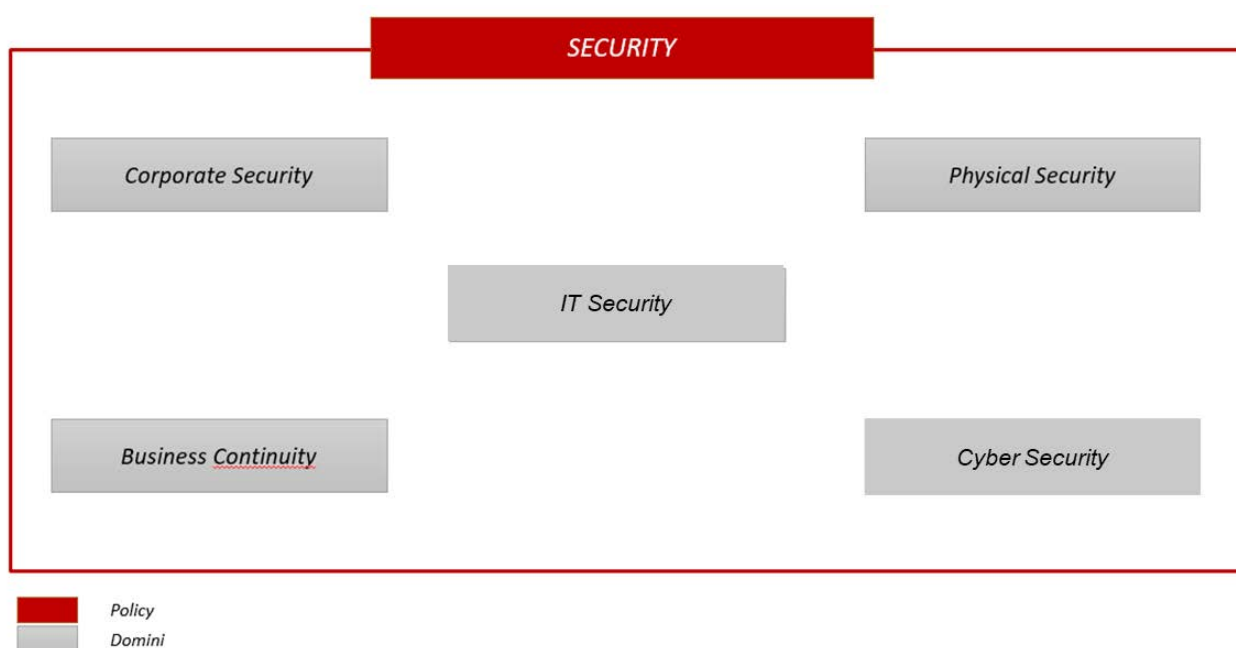 SECURITY
Corporate Security
Physical Security
IT Security
Business Continuity
Cyber Security
Policy
Domini